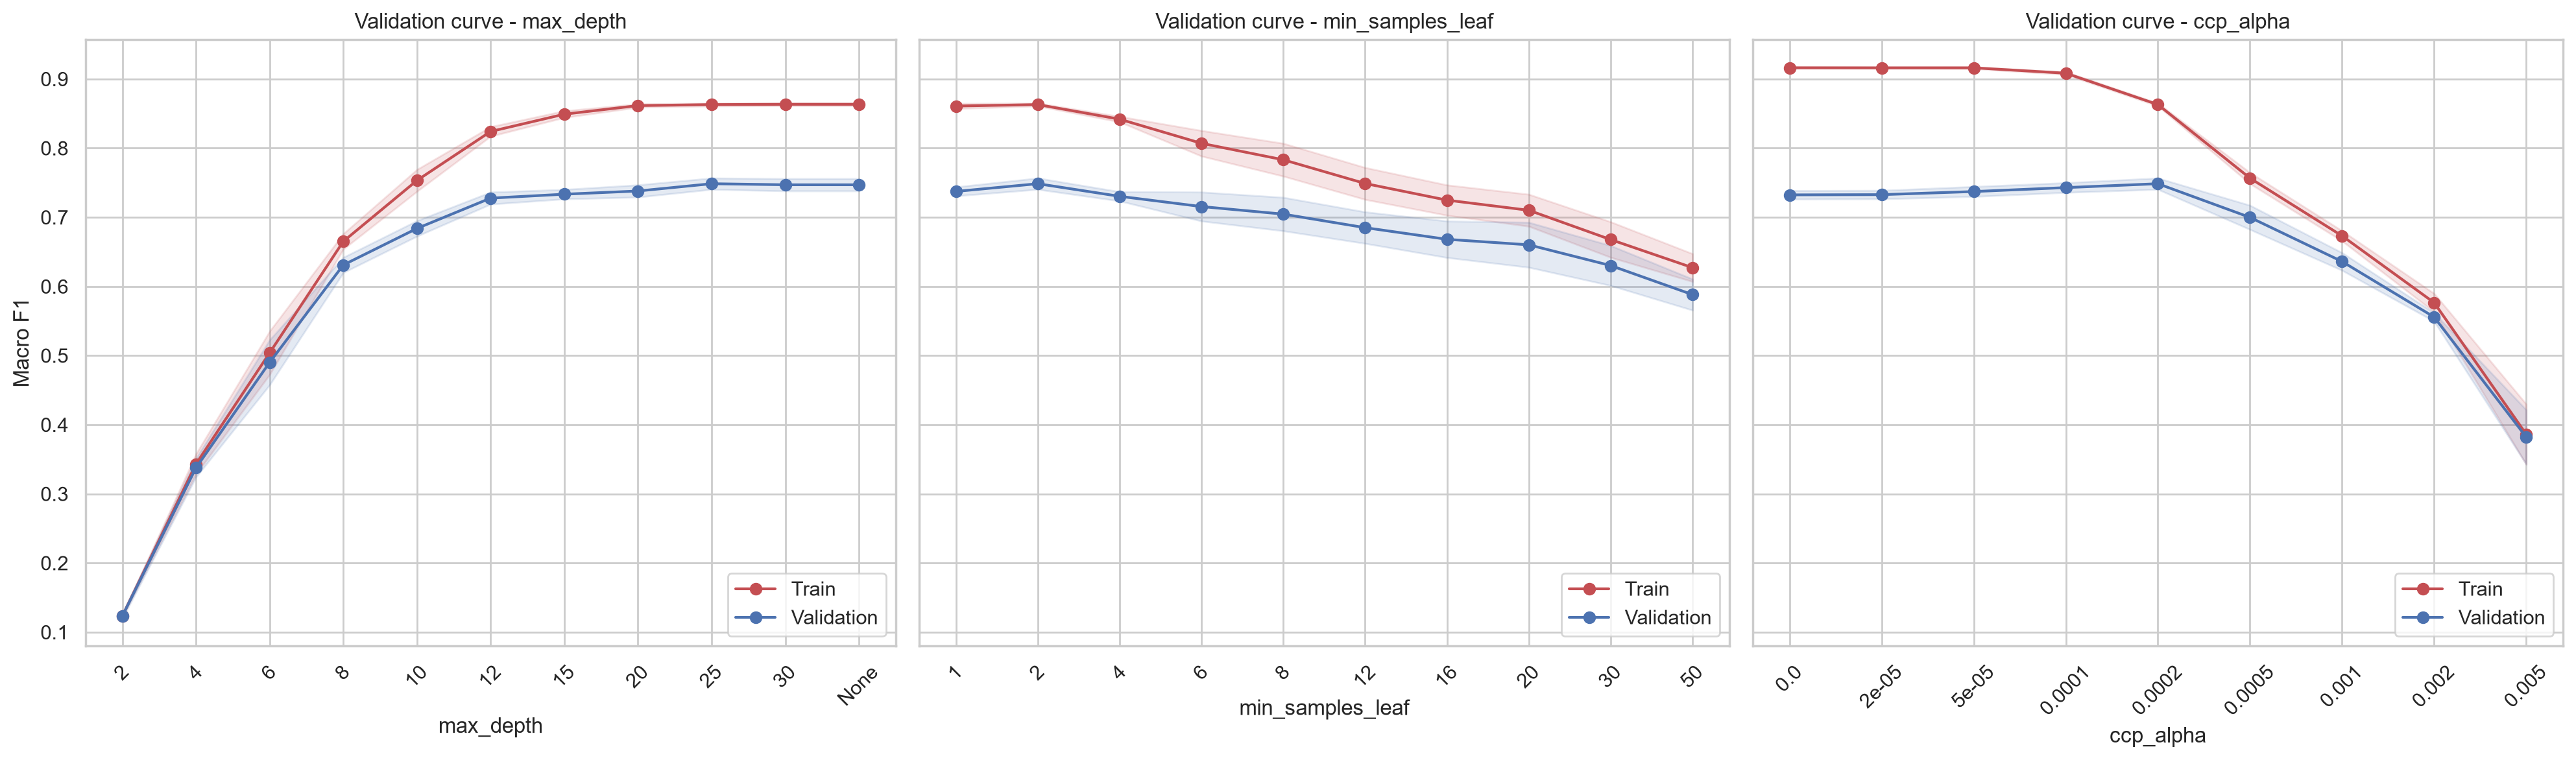 Validation curve - max_depth
Macro F1
0.9
0.8
0.7
0.6
0.5
0.4
0.3
0.2
0.1
Train
Validation
2 4 6 8 10 12 15 20 25 30 None
max_depth
Validation curve - min_samples_leaf
Train
Validation
1 2 4 6 8 12 16 20 30 50
min_samples_leaf
Validation curve - ccp_alpha
Train
Validation
0.0 2e-05 5e-05 0.0001 0.0002 0.0005 0.001 0.002 0.005
ccp_alpha